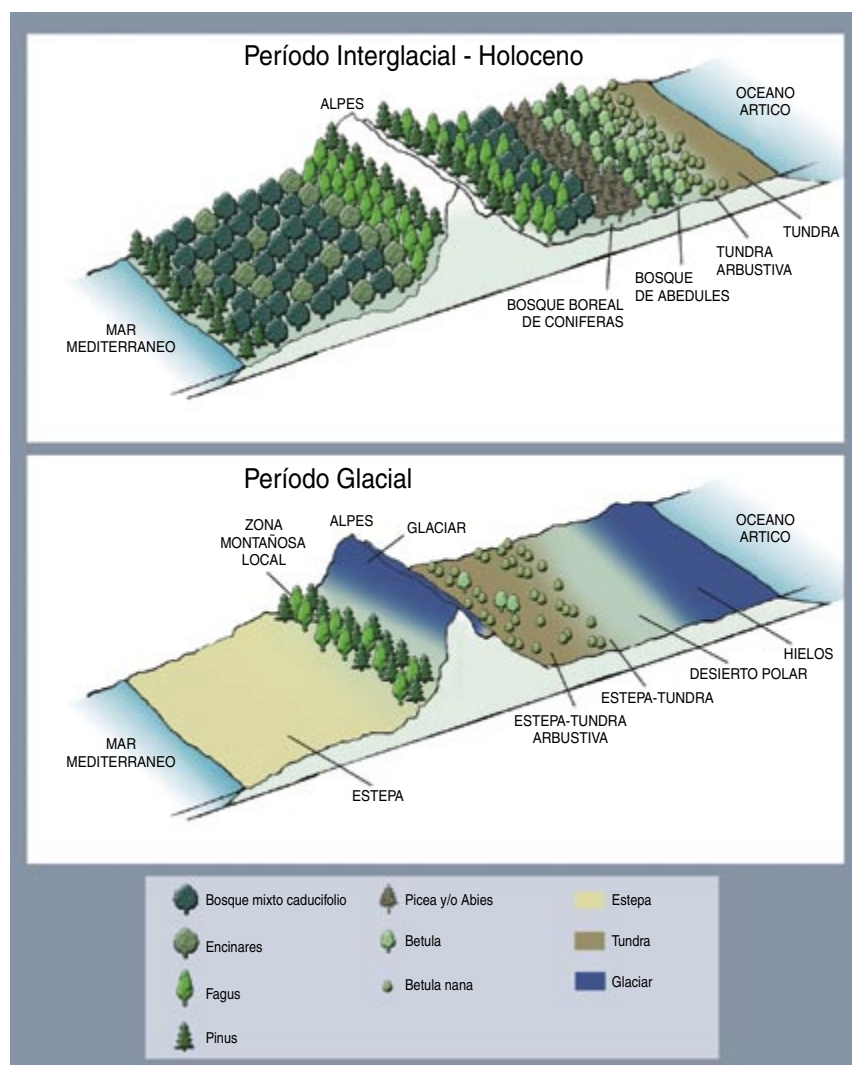 Período Interglacial - Holoceno
ALPES
OCEANO
ARTICO
TUNDRA
TUNDRA
ARBUSTIVA
BOSQUE
DE ABEDULES
BOSQUE BOREAL
DE CONIFERAS
MAR
MEDITERRANEO
Período Glacial
ZONA
MONTAÑOSA
LOCAL
ALPES
GLACIAR
OCEANO
ARTICO
HIELOS
DESIERTO POLAR
ESTEPA-TUNDRA
ESTEPA-TUNDRA
ARBUSTIVA
MAR
MEDITERRANEO
ESTEPA
Bosque mixto caducifolio
Encinares
Fagus
Pinus
Picea y/o Abies
Betula
Betula nana
Estepa
Tundra
Glaciar